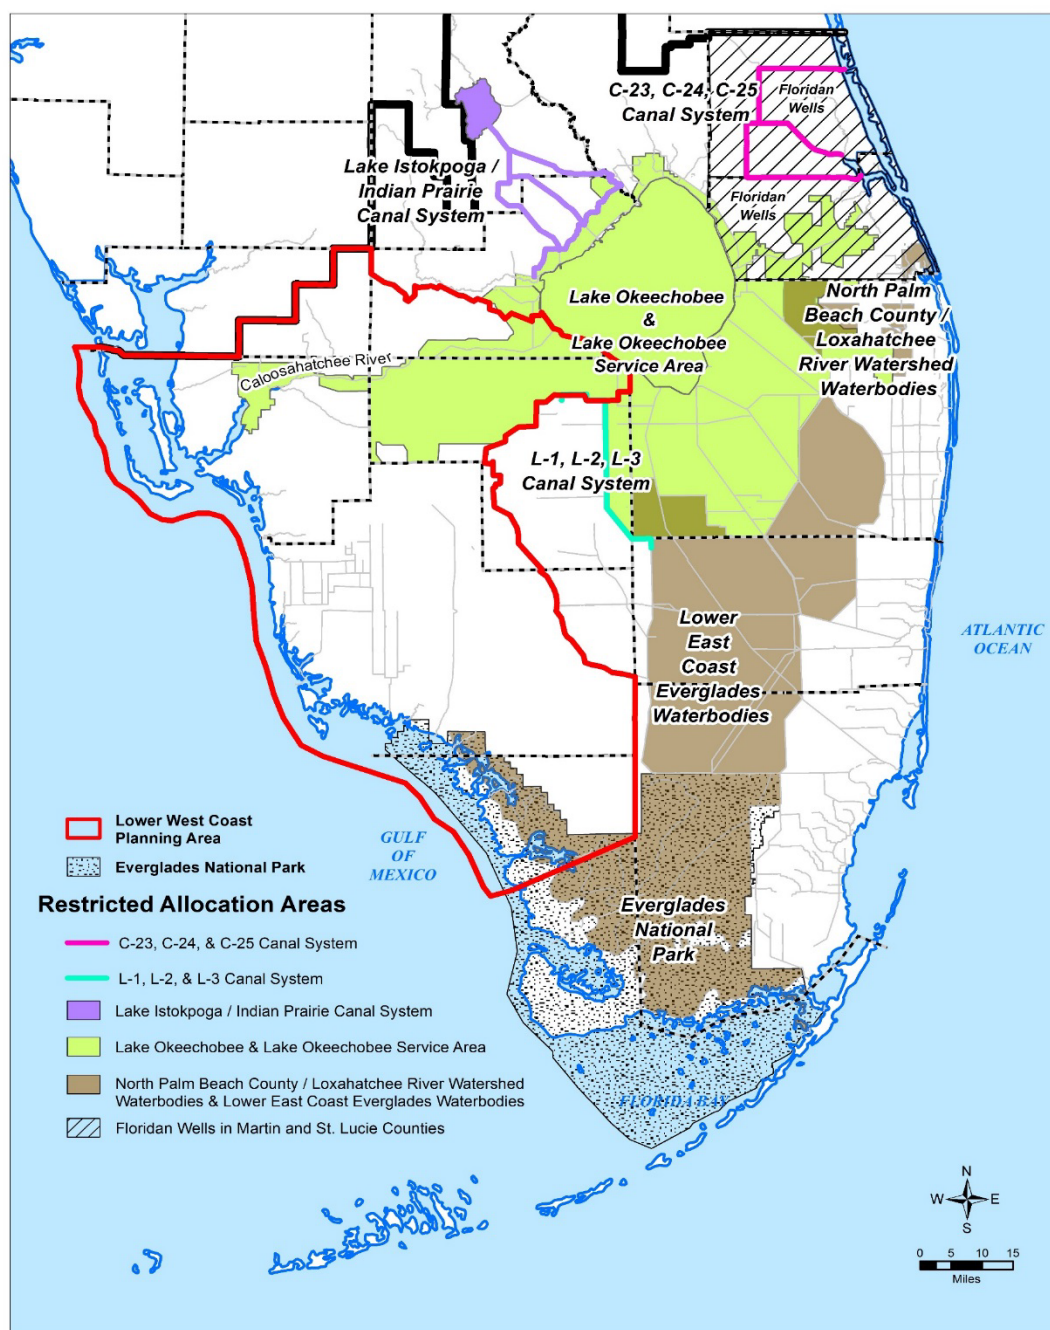 C-23, C-24, C-25
Canal System
Floridan
Wells
Lake Istokpoga /
Indian Prairie
Canal System
Floridan
Wells
Lake Okeechobee
&
Lake Okeechobee
Service Area
North Palm
Beach County /
Loxahatchee
River Watershed
Waterbodies
Caloosahatchee River
L-1, L-2, L-3
Canal System
Lower
East
Coast
Everglades
Waterbodies
ATLANTIC
OCEAN
GULF
OF
MEXICO
Everglades
National
Park
FLORIDA BAY
Lower West Coast
Planning Area
Everglades National Park
Restricted Allocation Areas
C-23, C-24, & C-25 Canal System
L-1, L-2, & L-3 Canal System
Lake Istokpoga / Indian Prairie Canal System
Lake Okeechobee & Lake Okeechobee Service Area
North Palm Beach County / Loxahatchee River Watershed
Waterbodies & Lower East Coast Everglades Waterbodies
Floridan Wells in Martin and St. Lucie Counties
N
W E
S
0 5 10 15
Miles